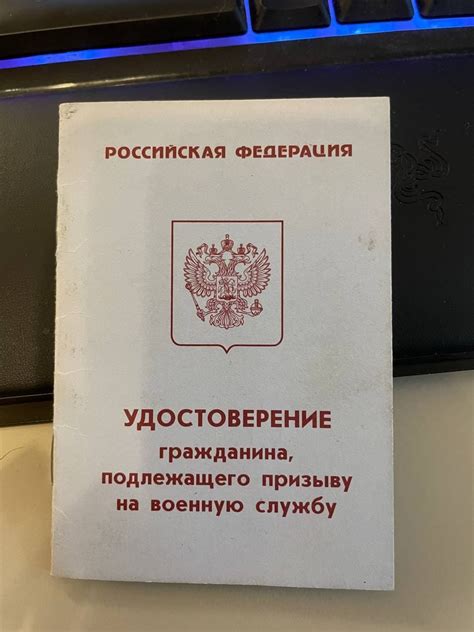 РОССИЙСКАЯ ФЕДЕРАЦИЯ
УДОСТОВЕРЕНИЕ
гражданина,
подлежащего призыву
на военную службу